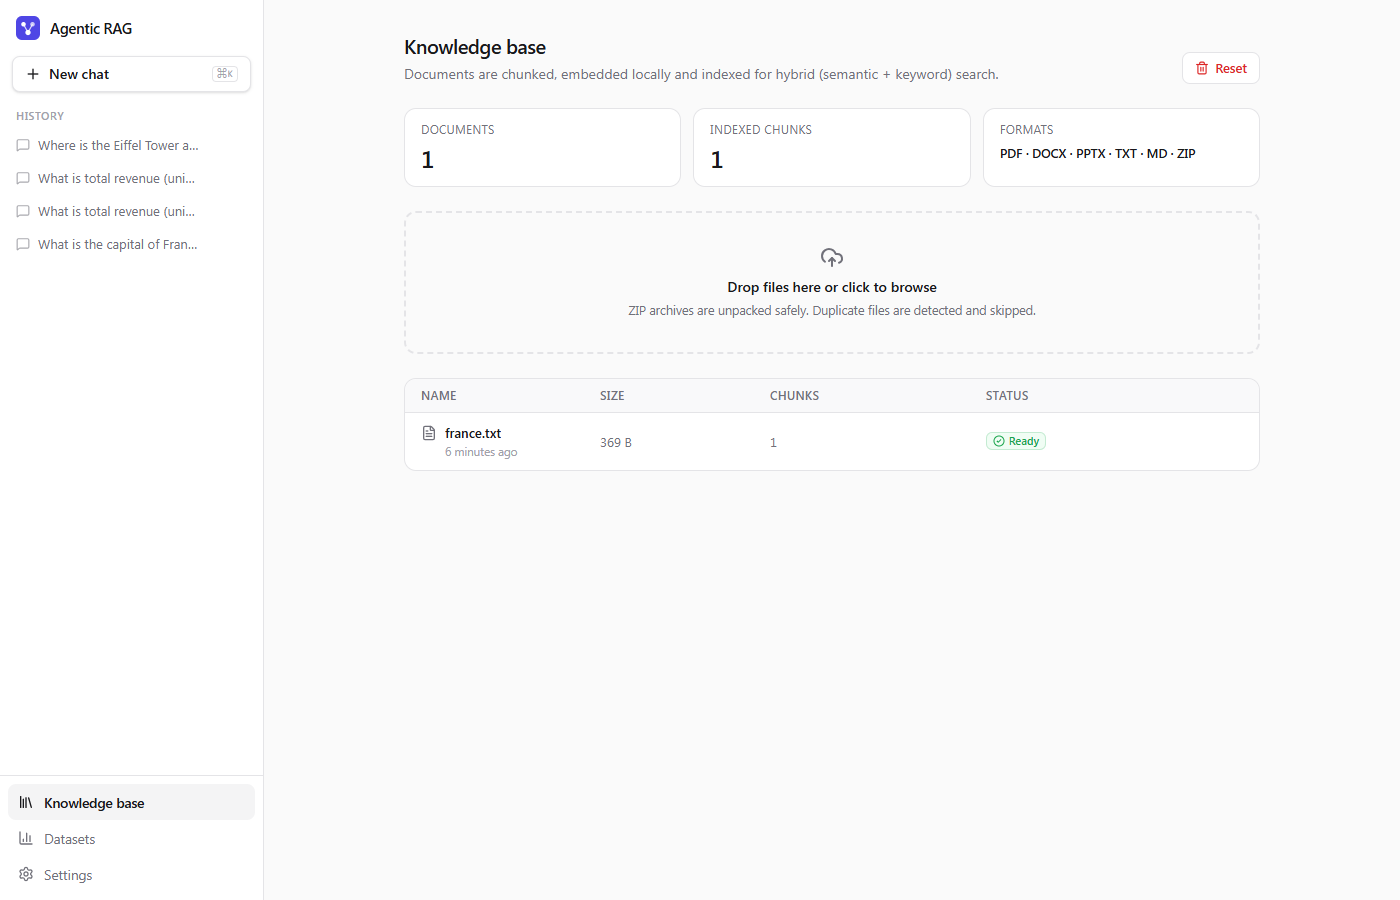 Agentic RAG
New chat
⌘K
HISTORY
Where is the Eiffel Tower a...
What is total revenue (uni...
What is total revenue (uni...
What is the capital of Fran...
Knowledge base
Datasets
Settings
Knowledge base
Documents are chunked, embedded locally and indexed for hybrid (semantic + keyword) search.
Reset
DOCUMENTS
1
INDEXED CHUNKS
1
FORMATS
PDF · DOCX · PPTX · TXT · MD · ZIP
Drop files here or click to browse
ZIP archives are unpacked safely. Duplicate files are detected and skipped.
NAME SIZE CHUNKS STATUS
france.txt 369 B 1 Ready
6 minutes ago